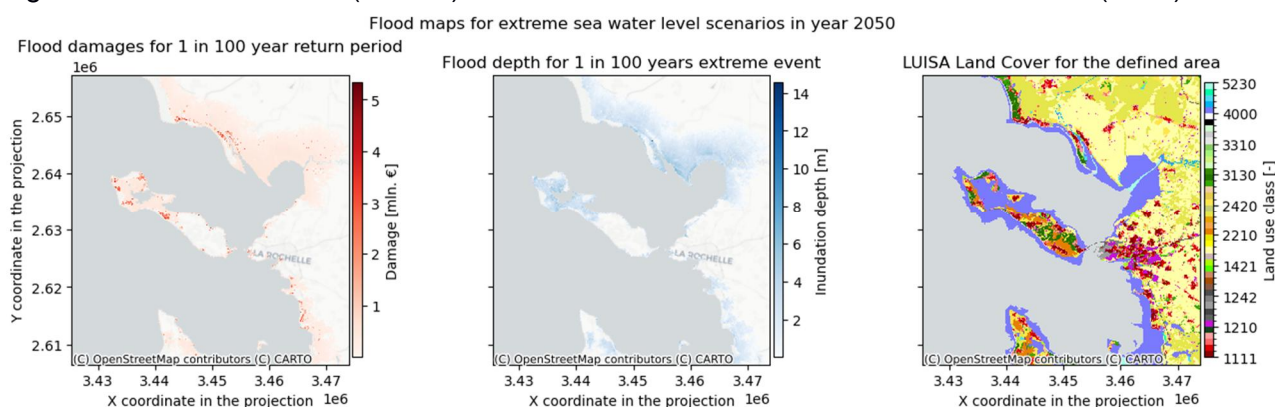 Flood maps for extreme sea water level scenarios in year 2050
Flood damages for 1 in 100 year return period
1e6
2.65
2.64
2.63
2.62
2.61
Y coordinate in the projection
LA ROCHELLE
(C) OpenStreetMap contributors (C) CARTO
3.43 3.44 3.45 3.46 3.47
X coordinate in the projection 1e6
5
4
3
2
1
Damage [mln. €]
Flood depth for 1 in 100 years extreme event
LA ROCHELLE
(C) OpenStreetMap contributors (C) CARTO
3.43 3.44 3.45 3.46 3.47
X coordinate in the projection 1e6
14
12
10
8
6
4
2
Inundation depth [m]
LUISA Land Cover for the defined area
(C) OpenStreetMap contributors (C) CARTO
3.43 3.44 3.45 3.46 3.47
X coordinate in the projection 1e6
5230
4000
3310
3130
2420
2210
1421
1242
1210
1111
Land use class [-]